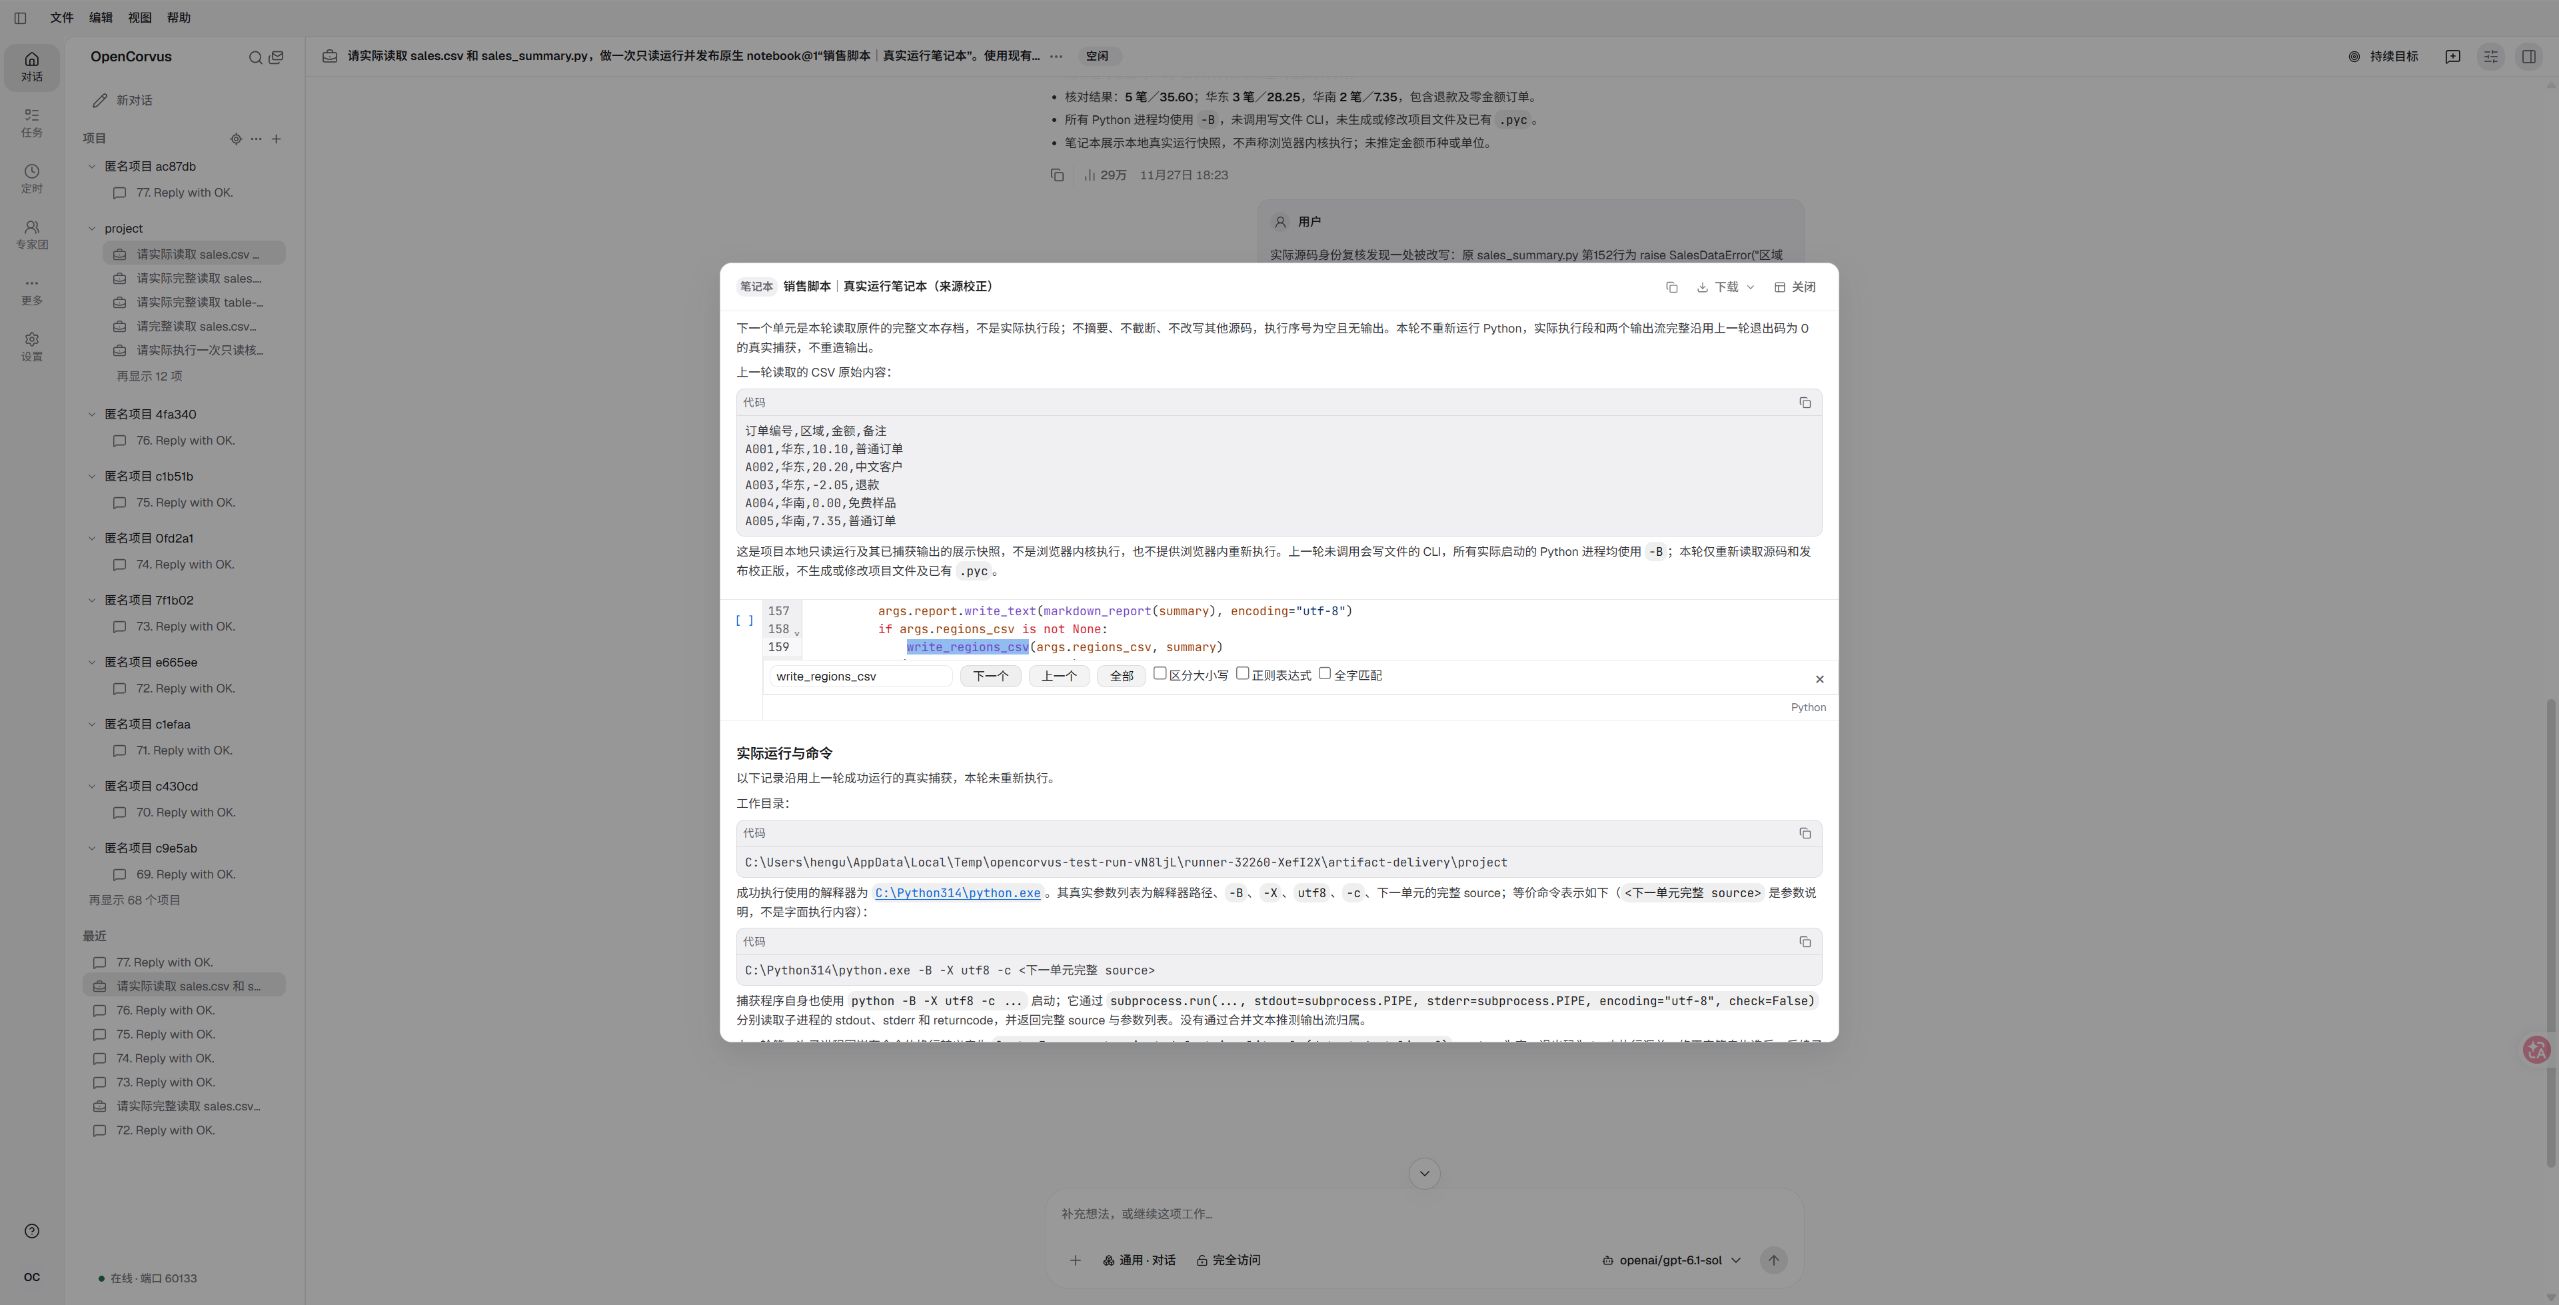 文件 编辑 视图 帮助
对话
任务
定时
专家团
更多
设置
OC
OpenCorvus
新对话
项目
匿名项目 ac87db
77. Reply with OK.
project
请实际读取 sales.csv ...
请实际完整读取 sales....
请实际完整读取 table-...
请完整读取 sales.csv...
请实际执行一次只读核...
再显示 12 项
匿名项目 4fa340
76. Reply with OK.
匿名项目 c1b51b
75. Reply with OK.
匿名项目 0fd2a1
74. Reply with OK.
匿名项目 7f1b02
73. Reply with OK.
匿名项目 e665ee
72. Reply with OK.
匿名项目 c1efaa
71. Reply with OK.
匿名项目 c430cd
70. Reply with OK.
匿名项目 c9e5ab
69. Reply with OK.
再显示 68 个项目
最近
77. Reply with OK.
请实际读取 sales.csv 和 s...
76. Reply with OK.
75. Reply with OK.
74. Reply with OK.
73. Reply with OK.
请实际完整读取 sales.csv...
72. Reply with OK.
在线 · 端口 60133
请实际读取 sales.csv 和 sales_summary.py，做一次只读运行并发布原生 notebook@1“销售脚本｜真实运行笔记本”。使用现有... 空闲
持续目标
核对结果：5 笔／35.60；华东 3 笔／28.25，华南 2 笔／7.35，包含退款及零金额订单。
所有 Python 进程均使用 -B，未调用写文件 CLI，未生成或修改项目文件及已有 .pyc。
笔记本展示本地真实运行快照，不声称浏览器内核执行；未推定金额币种或单位。
29万 11月27日 18:23
用户
实际源码身份复核发现一处被改写：原 sales_summary.py 第152行为 raise SalesDataError("区域
笔记本 销售脚本｜真实运行笔记本（来源校正）
下载 关闭
下一个单元是本轮读取原件的完整文本存档，不是实际执行段；不摘要、不截断、不改写其他源码，执行序号为空且无输出。本轮不重新运行 Python，实际执行段和两个输出流完整沿用上一轮退出码为 0
的真实捕获，不重造输出。
上一轮读取的 CSV 原始内容：
代码
订单编号,区域,金额,备注
A001,华东,10.10,普通订单
A002,华东,20.20,中文客户
A003,华东,-2.05,退款
A004,华南,0.00,免费样品
A005,华南,7.35,普通订单
这是项目本地只读运行及其已捕获输出的展示快照，不是浏览器内核执行，也不提供浏览器内重新执行。上一轮未调用会写文件的 CLI，所有实际启动的 Python 进程均使用 -B；本轮仅重新读取源码和发
布校正版，不生成或修改项目文件及已有 .pyc。
[ ]
157 args.report.write_text(markdown_report(summary), encoding="utf-8")
158 if args.regions_csv is not None:
159 write_regions_csv(args.regions_csv, summary)
write_regions_csv 下一个 上一个 全部 区分大小写 正则表达式 全字匹配 ×
Python
实际运行与命令
以下记录沿用上一轮成功运行的真实捕获，本轮未重新执行。
工作目录：
代码
C:\Users\hengu\AppData\Local\Temp\opencorvus-test-run-vN8ljL\runner-32260-XefI2X\artifact-delivery\project
成功执行使用的解释器为 C:\Python314\python.exe。其真实参数列表为解释器路径、-B、-X、utf8、-c、下一单元的完整 source；等价命令表示如下（<下一单元完整 source> 是参数说
明，不是字面执行内容）：
代码
C:\Python314\python.exe -B -X utf8 -c <下一单元完整 source>
捕获程序自身也使用 python -B -X utf8 -c ... 启动；它通过 subprocess.run(..., stdout=subprocess.PIPE, stderr=subprocess.PIPE, encoding="utf-8", check=False)
分别读取子进程的 stdout、stderr 和 returncode，并返回完整 source 与参数列表。没有通过合并文本推测输出流归属。
补充想法，或继续这项工作...
通用 · 对话 完全访问
openai/gpt-6.1-sol